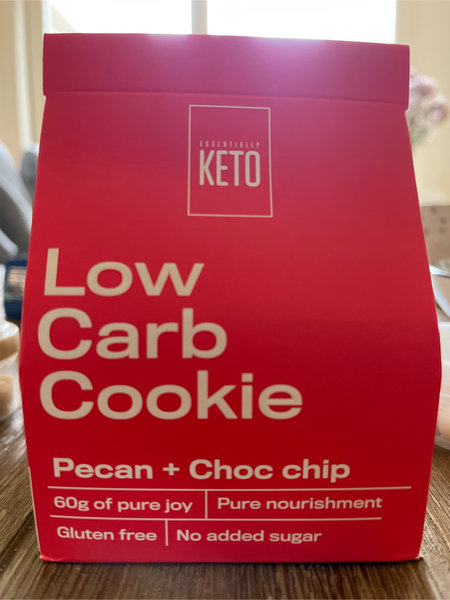 ESSENTIALLY
KETO
Low
Carb
Cookie
Pecan + Choc chip
60g of pure joy
Pure nourishment
Gluten free
No added sugar